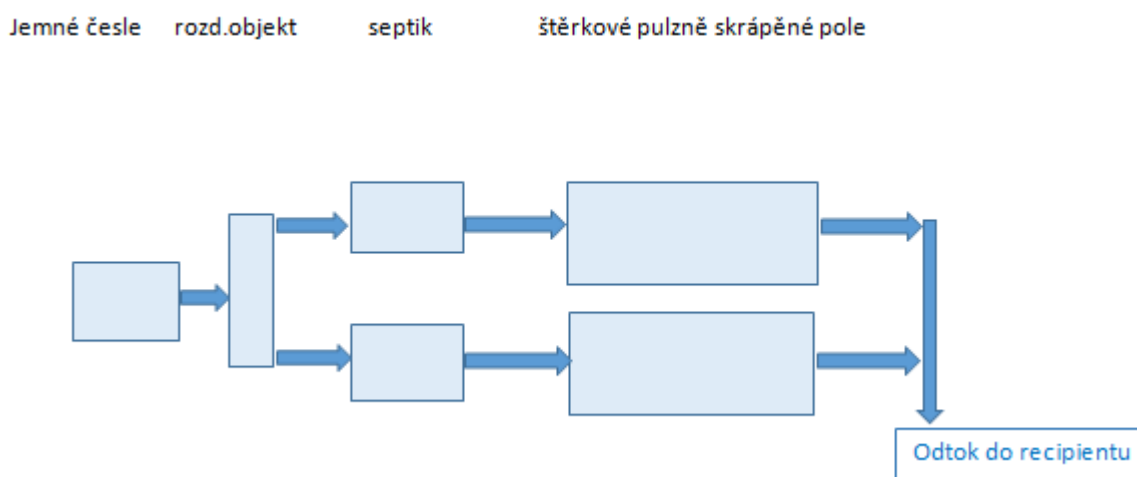 Jemné česle rozd.objekt septik štěrkové pulzně skrápěné pole
Odtok do recipientu